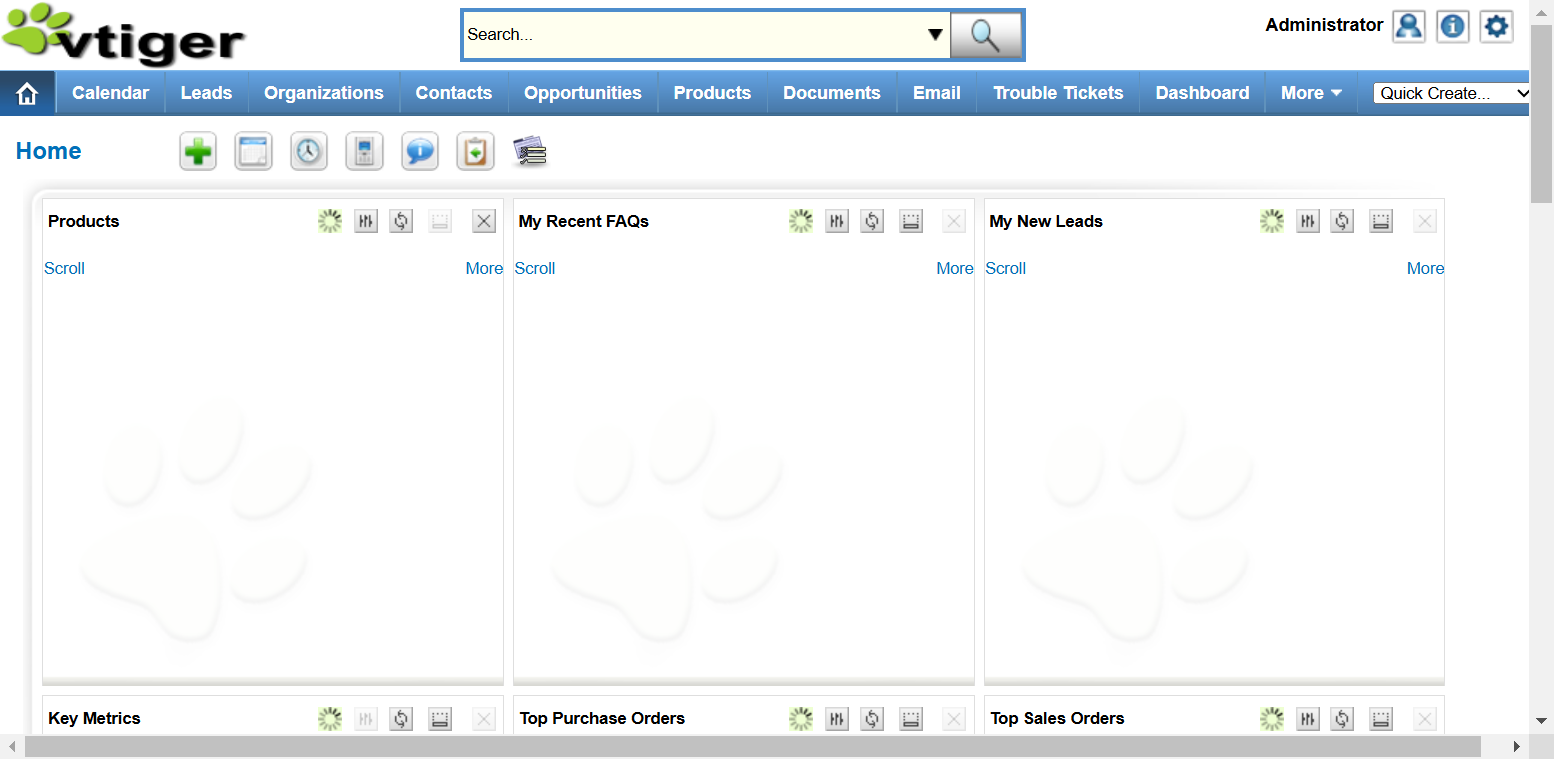 vtiger
Search...
Administrator
Calendar Leads Organizations Contacts Opportunities Products Documents Email Trouble Tickets Dashboard More Quick Create...
Home
Products My Recent FAQs My New Leads
Scroll More Scroll More Scroll More
Key Metrics Top Purchase Orders Top Sales Orders